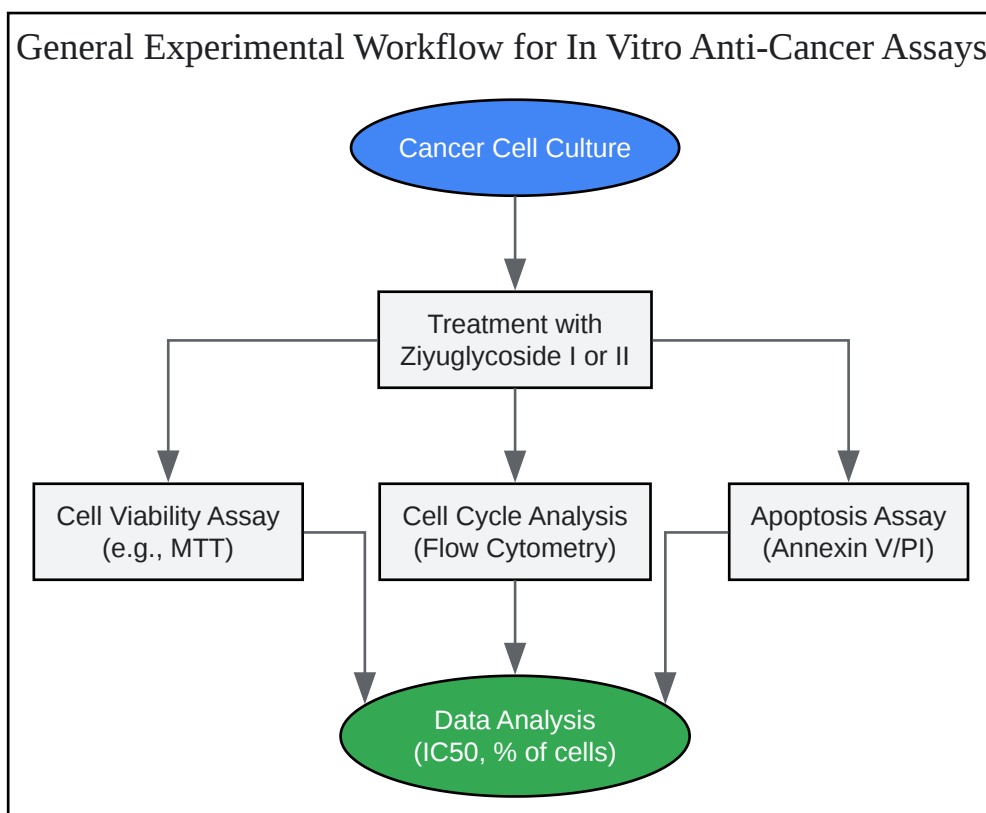 General Experimental Workflow for In Vitro Anti-Cancer Assays
Cancer Cell Culture
Treatment with
Ziyuglycoside I or II
Cell Viability Assay
(e.g., MTT)
Cell Cycle Analysis
(Flow Cytometry)
Apoptosis Assay
(Annexin V/PI)
Data Analysis
(IC50, % of cells)